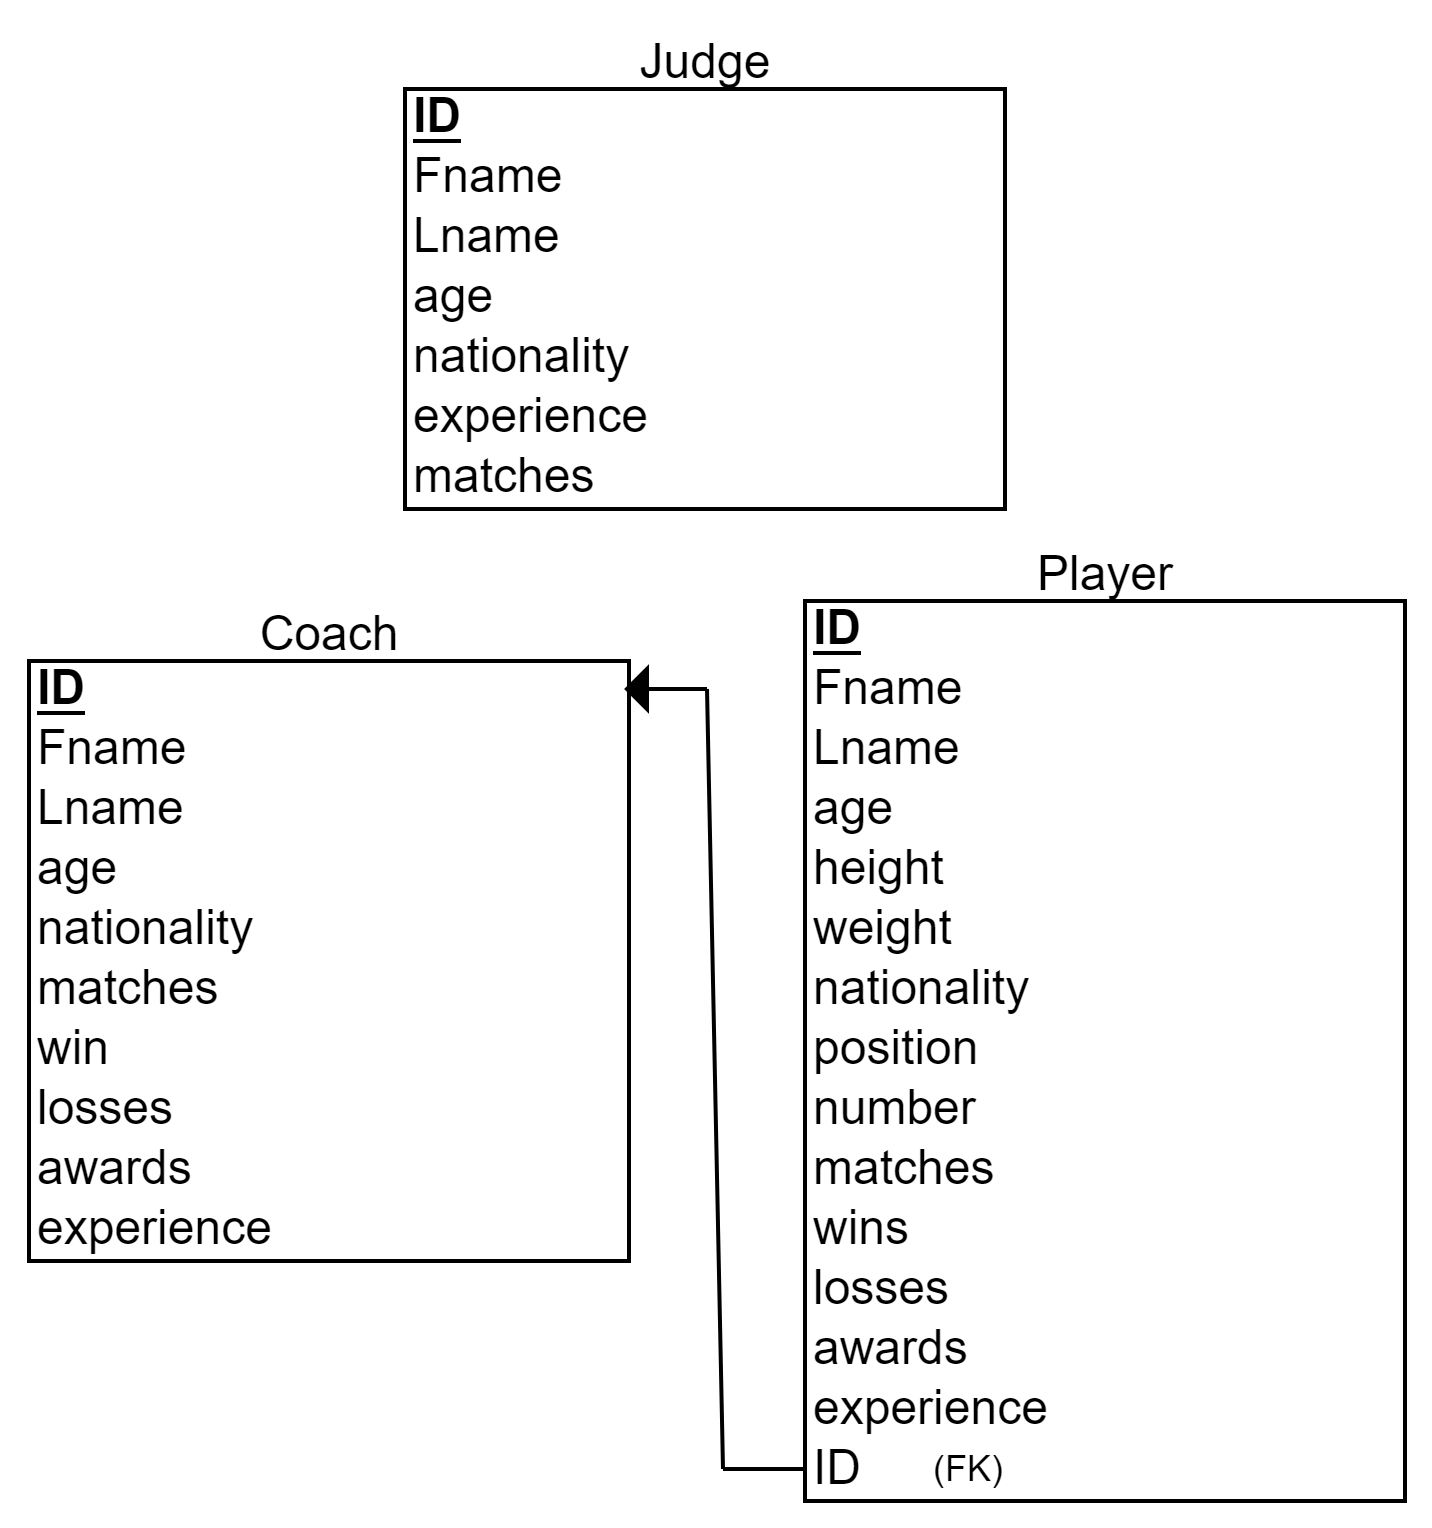 Judge
ID
Fname
Lname
age
nationality
experience
matches
Coach
ID
Fname
Lname
age
nationality
matches
win
losses
awards
experience
Player
ID
Fname
Lname
age
height
weight
nationality
position
number
matches
wins
losses
awards
experience
ID (FK)